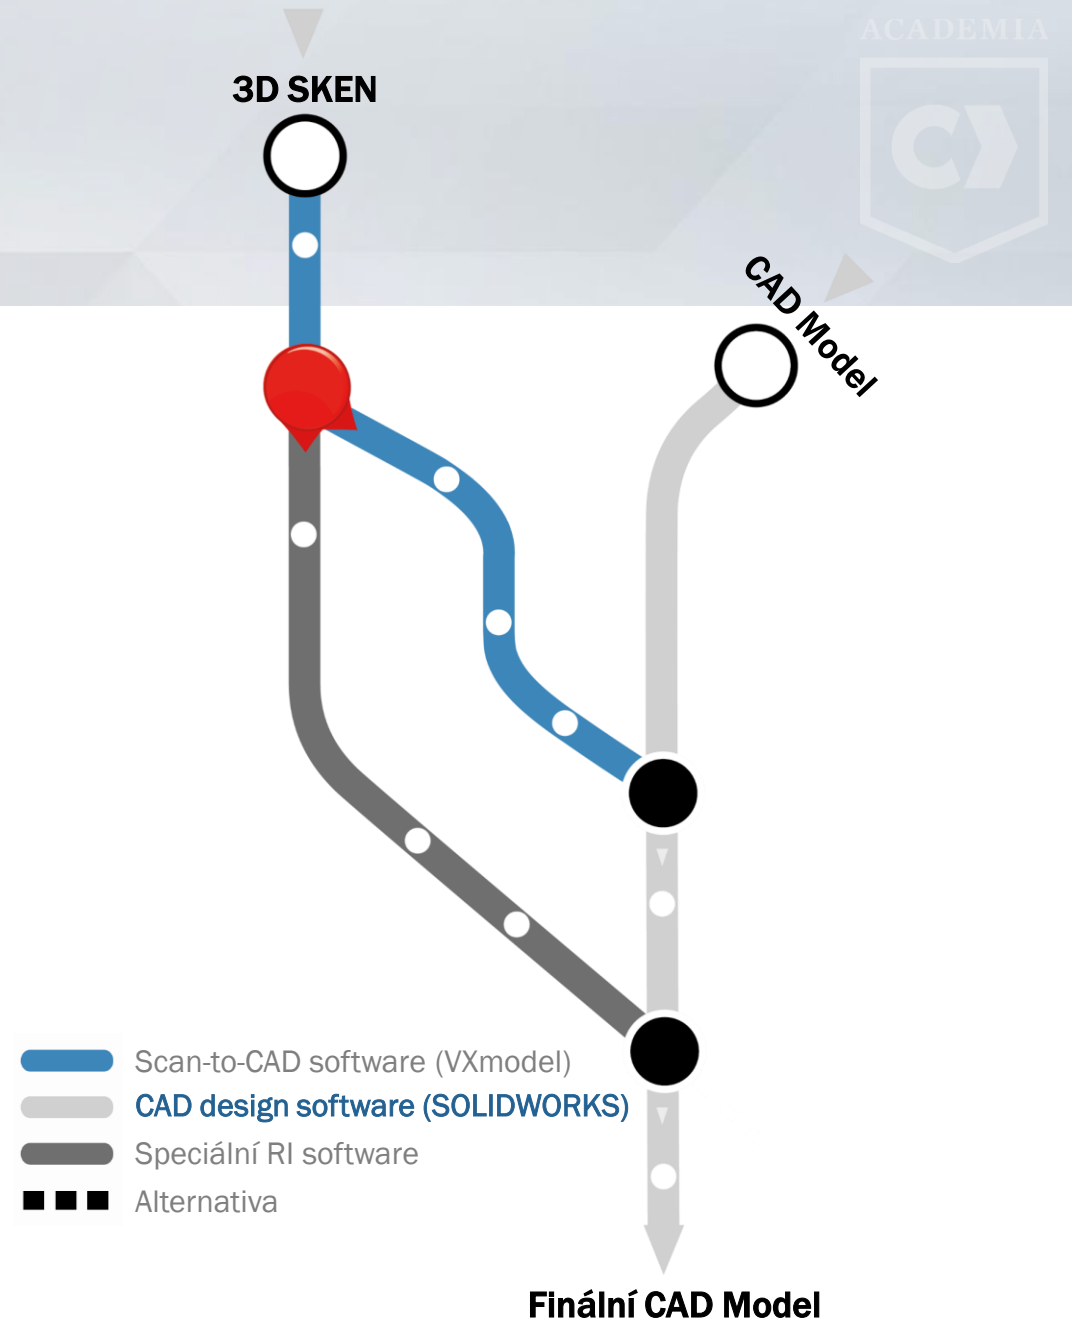 ACADEMIA
3D SKEN
CAD Model
Scan-to-CAD software (VXmodel)
CAD design software (SOLIDWORKS)
Speciální RI software
Alternativa
Finální CAD Model